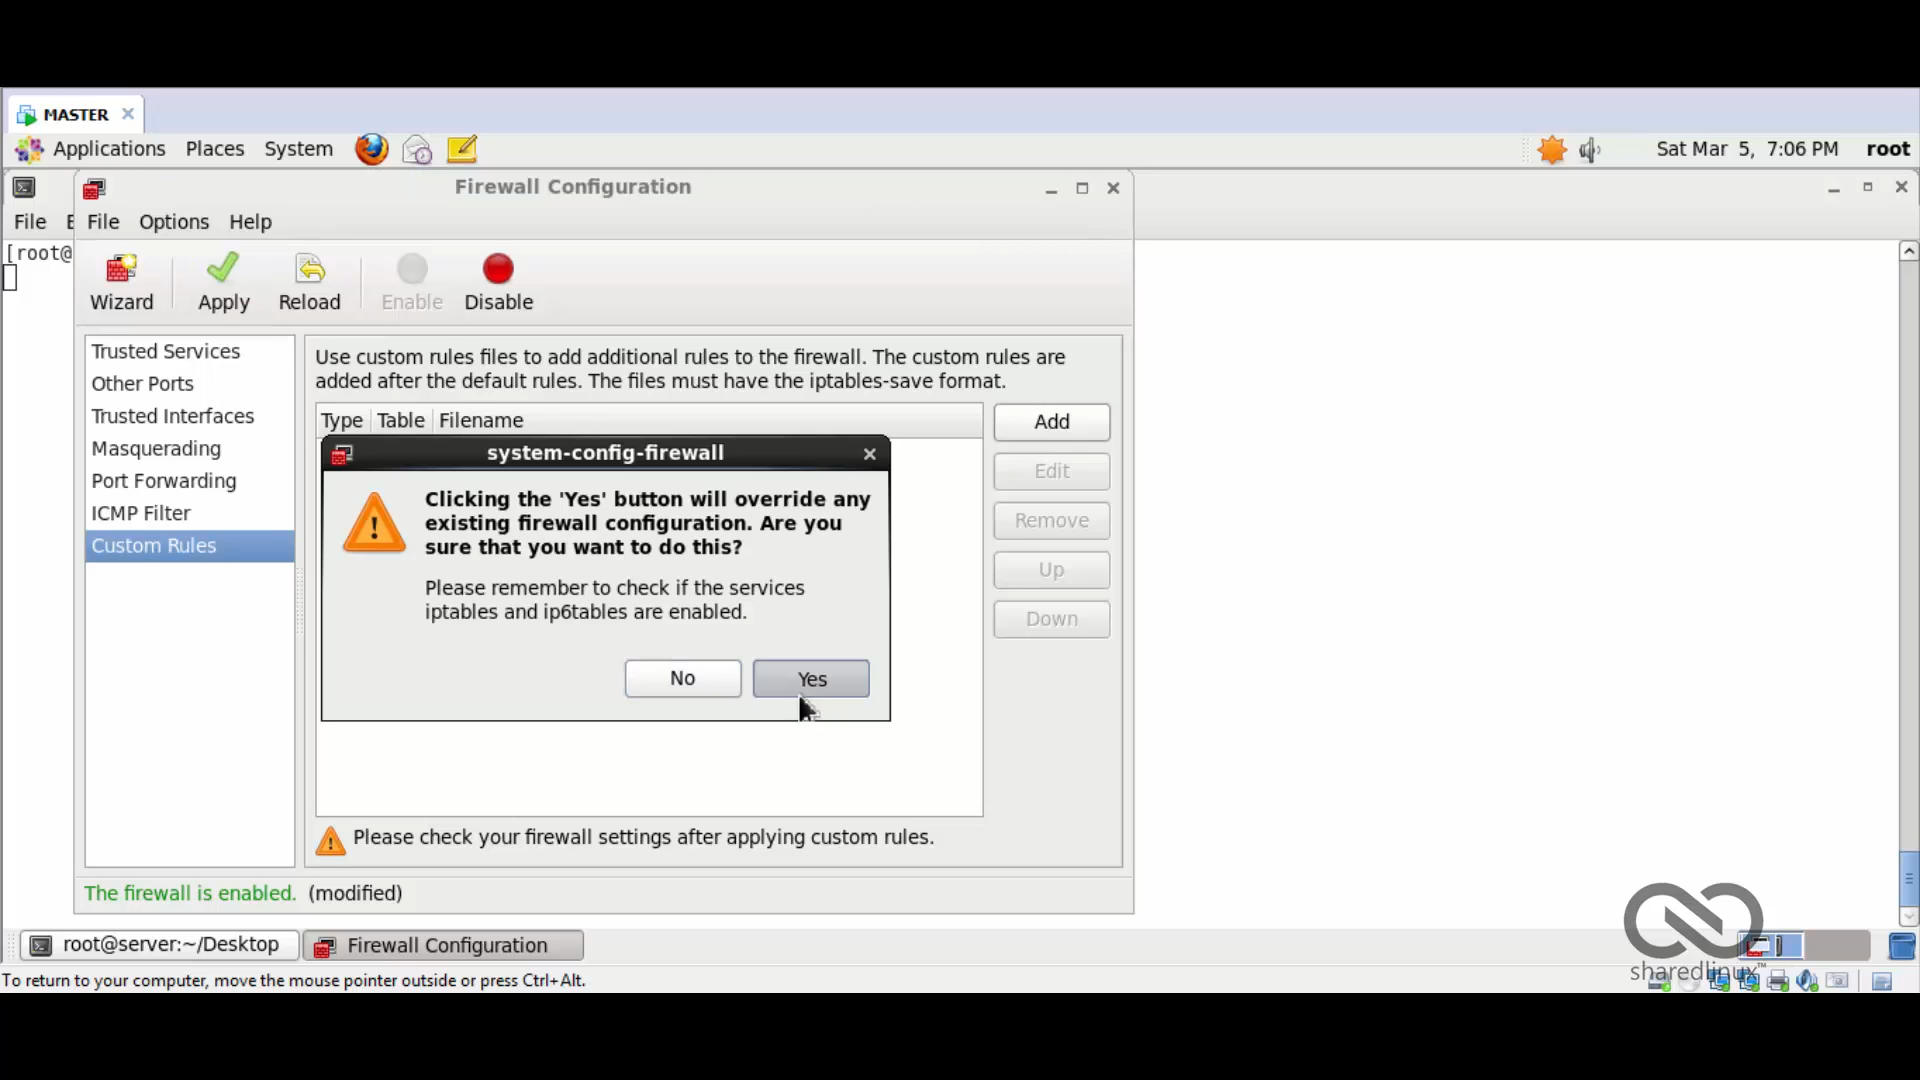 MASTER
Applications Places System
Sat Mar 5, 7:06 PM root
Firewall Configuration
File
File Options Help
[root@
Wizard Apply Reload Enable Disable
Trusted Services
Other Ports
Trusted Interfaces
Masquerading
Port Forwarding
ICMP Filter
Custom Rules
Use custom rules files to add additional rules to the firewall. The custom rules are
added after the default rules. The files must have the iptables-save format.
Type Table Filename
Add
Edit
Remove
Up
Down
system-config-firewall
Clicking the 'Yes' button will override any
existing firewall configuration. Are you
sure that you want to do this?
Please remember to check if the services
iptables and ip6tables are enabled.
No Yes
Please check your firewall settings after applying custom rules.
The firewall is enabled. (modified)
root@server:~/Desktop
Firewall Configuration
sharedlinux™
To return to your computer, move the mouse pointer outside or press Ctrl+Alt.